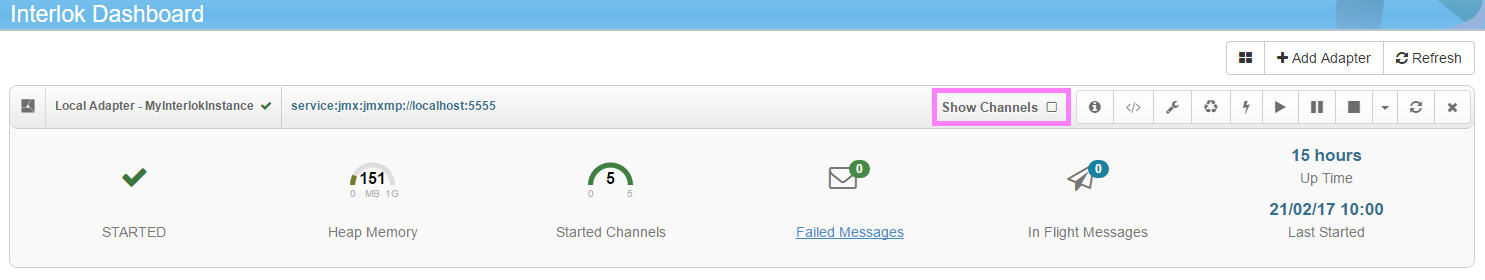 Interlok Dashboard
Add Adapter Refresh
Local Adapter - MyInterlokInstance service:jmx:jmxmp://localhost:5555 Show Channels
151 5 0 0 15 hours
0 MB 1G 0 5 Up Time
21/02/17 10:00
STARTED Heap Memory Started Channels Failed Messages In Flight Messages Last Started